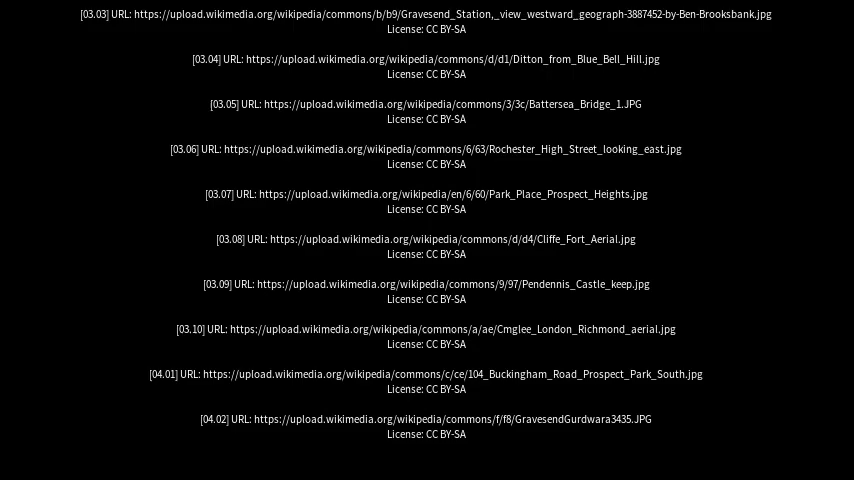 [03.03] URL: https://upload.wikimedia.org/wikipedia/commons/b/b9/Gravesend_Station,_view_westward_geograph-3887452-by-Ben-Brooksbank.jpg
License: CC BY-SA
[03.04] URL: https://upload.wikimedia.org/wikipedia/commons/d/d1/Ditton_from_Blue_Bell_Hill.jpg
License: CC BY-SA
[03.05] URL: https://upload.wikimedia.org/wikipedia/commons/3/3c/Battersea_Bridge_1.JPG
License: CC BY-SA
[03.06] URL: https://upload.wikimedia.org/wikipedia/commons/6/63/Rochester_High_Street_looking_east.jpg
License: CC BY-SA
[03.07] URL: https://upload.wikimedia.org/wikipedia/en/6/60/Park_Place_Prospect_Heights.jpg
License: CC BY-SA
[03.08] URL: https://upload.wikimedia.org/wikipedia/commons/d/d4/Cliffe_Fort_Aerial.jpg
License: CC BY-SA
[03.09] URL: https://upload.wikimedia.org/wikipedia/commons/9/97/Pendennis_Castle_keep.jpg
License: CC BY-SA
[03.10] URL: https://upload.wikimedia.org/wikipedia/commons/a/ae/Cmglee_London_Richmond_aerial.jpg
License: CC BY-SA
[04.01] URL: https://upload.wikimedia.org/wikipedia/commons/c/ce/104_Buckingham_Road_Prospect_Park_South.jpg
License: CC BY-SA
[04.02] URL: https://upload.wikimedia.org/wikipedia/commons/f/f8/GravesendGurdwara3435.JPG
License: CC BY-SA